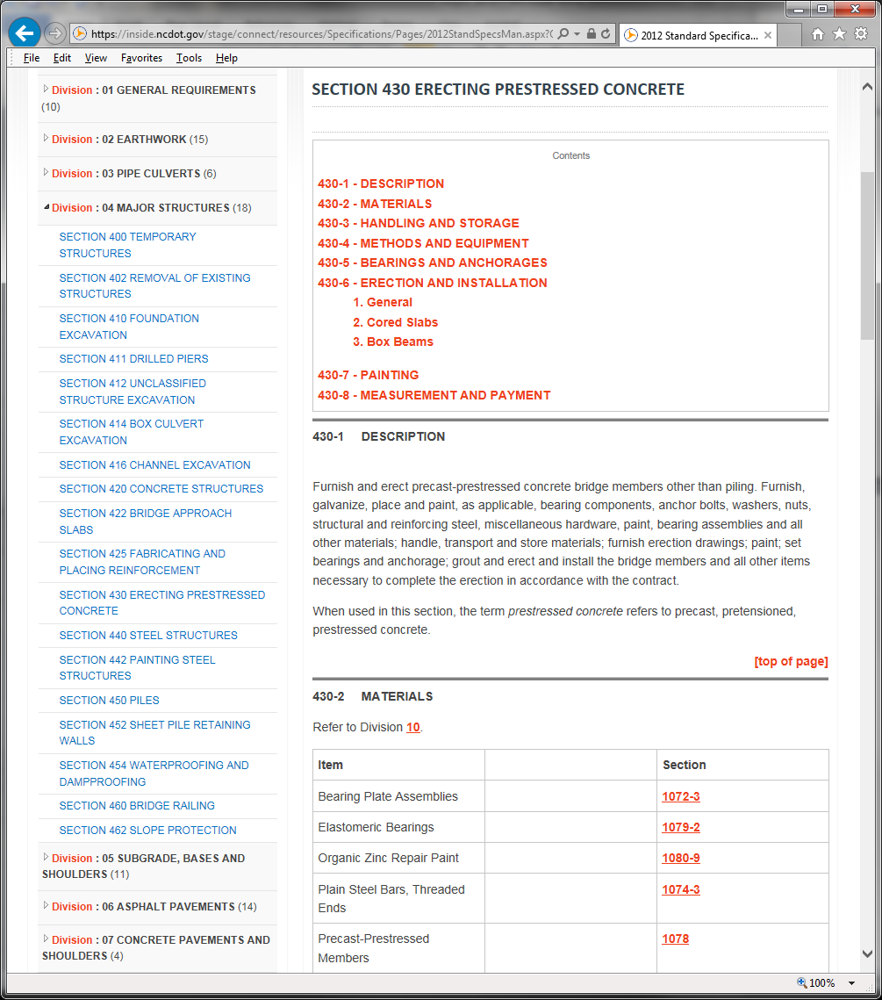 https://inside.ncdot.gov/stage/connect/resources/Specifications/Pages/2012StandSpecsMan.aspx?
2012 Standard Specifica...
File Edit View Favorites Tools Help
Division : 01 GENERAL REQUIREMENTS
(10)
Division : 02 EARTHWORK (15)
Division : 03 PIPE CULVERTS (6)
Division : 04 MAJOR STRUCTURES (18)
SECTION 400 TEMPORARY
STRUCTURES
SECTION 402 REMOVAL OF EXISTING
STRUCTURES
SECTION 410 FOUNDATION
EXCAVATION
SECTION 411 DRILLED PIERS
SECTION 412 UNCLASSIFIED
STRUCTURE EXCAVATION
SECTION 414 BOX CULVERT
EXCAVATION
SECTION 416 CHANNEL EXCAVATION
SECTION 420 CONCRETE STRUCTURES
SECTION 422 BRIDGE APPROACH
SLABS
SECTION 425 FABRICATING AND
PLACING REINFORCEMENT
SECTION 430 ERECTING PRESTRESSED
CONCRETE
SECTION 440 STEEL STRUCTURES
SECTION 442 PAINTING STEEL
STRUCTURES
SECTION 450 PILES
SECTION 452 SHEET PILE RETAINING
WALLS
SECTION 454 WATERPROOFING AND
DAMPPROOFING
SECTION 460 BRIDGE RAILING
SECTION 462 SLOPE PROTECTION
Division : 05 SUBGRADE, BASES AND
SHOULDERS (11)
Division : 06 ASPHALT PAVEMENTS (14)
Division : 07 CONCRETE PAVEMENTS AND
SHOULDERS (4)
SECTION 430 ERECTING PRESTRESSED CONCRETE
Contents
430-1 - DESCRIPTION
430-2 - MATERIALS
430-3 - HANDLING AND STORAGE
430-4 - METHODS AND EQUIPMENT
430-5 - BEARINGS AND ANCHORAGES
430-6 - ERECTION AND INSTALLATION
1. General
2. Cored Slabs
3. Box Beams
430-7 - PAINTING
430-8 - MEASUREMENT AND PAYMENT
430-1 DESCRIPTION
Furnish and erect precast-prestressed concrete bridge members other than piling. Furnish,
galvanize, place and paint, as applicable, bearing components, anchor bolts, washers, nuts,
structural and reinforcing steel, miscellaneous hardware, paint, bearing assemblies and all
other materials; handle, transport and store materials; furnish erection drawings; paint; set
bearings and anchorage; grout and erect and install the bridge members and all other items
necessary to complete the erection in accordance with the contract.
When used in this section, the term prestressed concrete refers to precast, pretensioned,
prestressed concrete.
[top of page]
430-2 MATERIALS
Refer to Division 10.
Item Section
Bearing Plate Assemblies 1072-3
Elastomeric Bearings 1079-2
Organic Zinc Repair Paint 1080-9
Plain Steel Bars, Threaded 1074-3
Ends
Precast-Prestressed 1078
Members
100%